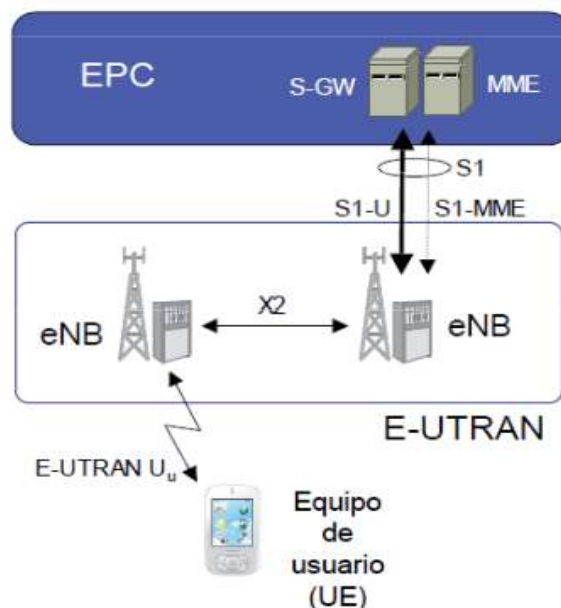 EPC
S-GW
MME
S1
S1-U
S1-MME
eNB
X2
eNB
E-UTRAN
E-UTRAN Uu
Equipo
de
usuario
(UE)